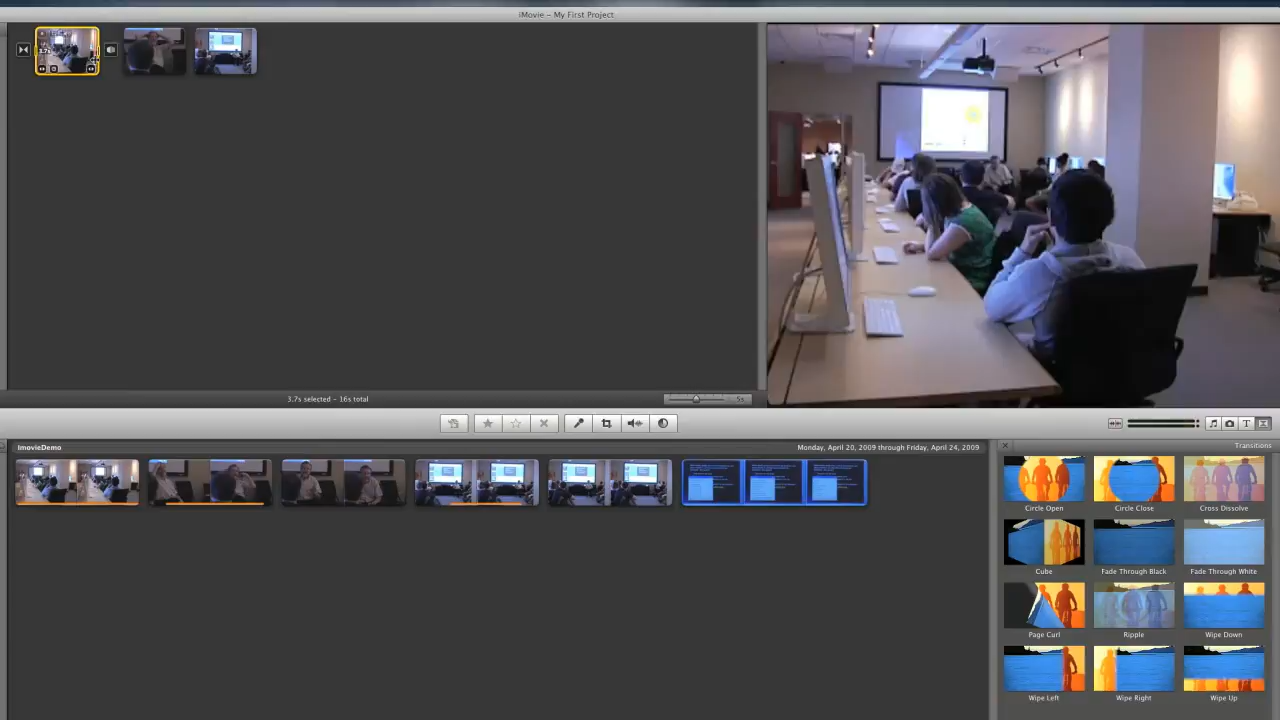 iMovie – My First Project
3.7s selected – 16s total
5s
ImovieDemo
Monday, April 20, 2009 through Friday, April 24, 2009
Transitions
Circle Open
Circle Close
Cross Dissolve
Cube
Fade Through Black
Fade Through White
Page Curl
Ripple
Wipe Down
Wipe Left
Wipe Right
Wipe Up